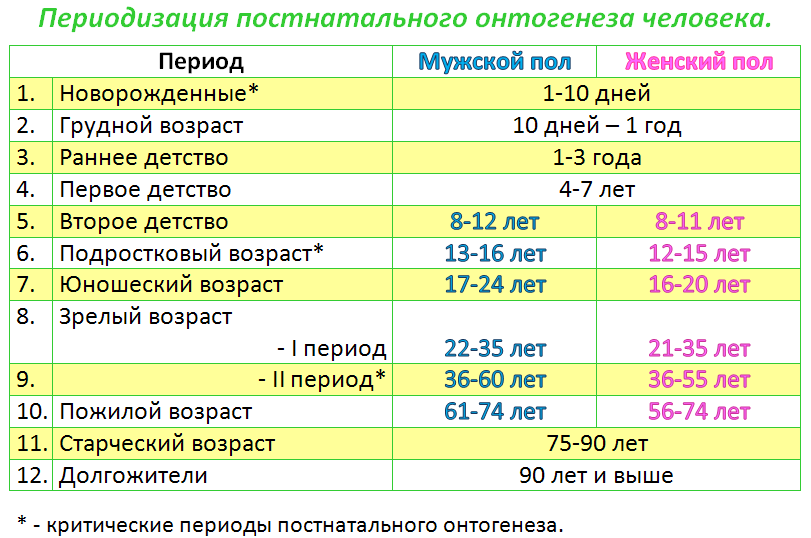 Периодизация постнатального онтогенеза человека.
Период Мужской пол Женский пол
1. Новорожденные* 1-10 дней
2. Грудной возраст 10 дней – 1 год
3. Раннее детство 1-3 года
4. Первое детство 4-7 лет
5. Второе детство 8-12 лет 8-11 лет
6. Подростковый возраст* 13-16 лет 12-15 лет
7. Юношеский возраст 17-24 лет 16-20 лет
8. Зрелый возраст
- I период 22-35 лет 21-35 лет
9. - II период* 36-60 лет 36-55 лет
10. Пожилой возраст 61-74 лет 56-74 лет
11. Старческий возраст 75-90 лет
12. Долгожители 90 лет и выше
* - критические периоды постнатального онтогенеза.